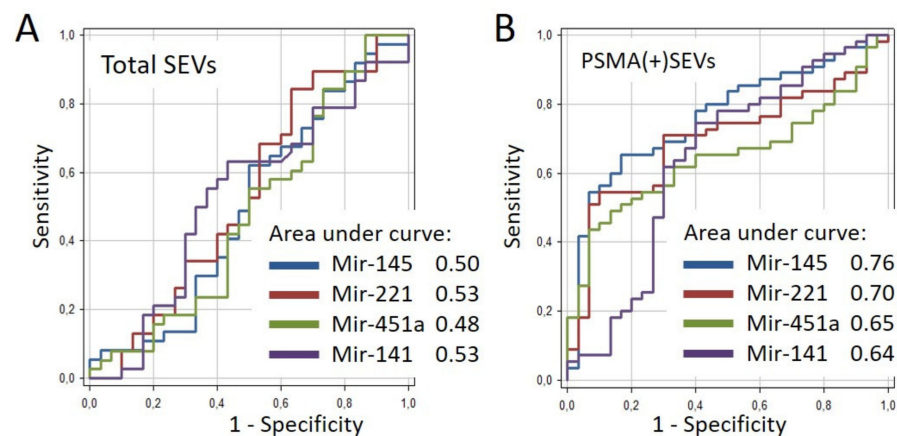 A
Total SEVs
Sensitivity
1,0
0,8
0,6
0,4
0,2
0,0
0,0 0,2 0,4 0,6 0,8 1,0
1 - Specificity
Area under curve:
Mir-145 0.50
Mir-221 0.53
Mir-451a 0.48
Mir-141 0.53
B
PSMA(+)SEVs
Sensitivity
1,0
0,8
0,6
0,4
0,2
0,0
0,0 0,2 0,4 0,6 0,8 1,0
1 - Specificity
Area under curve:
Mir-145 0.76
Mir-221 0.70
Mir-451a 0.65
Mir-141 0.64